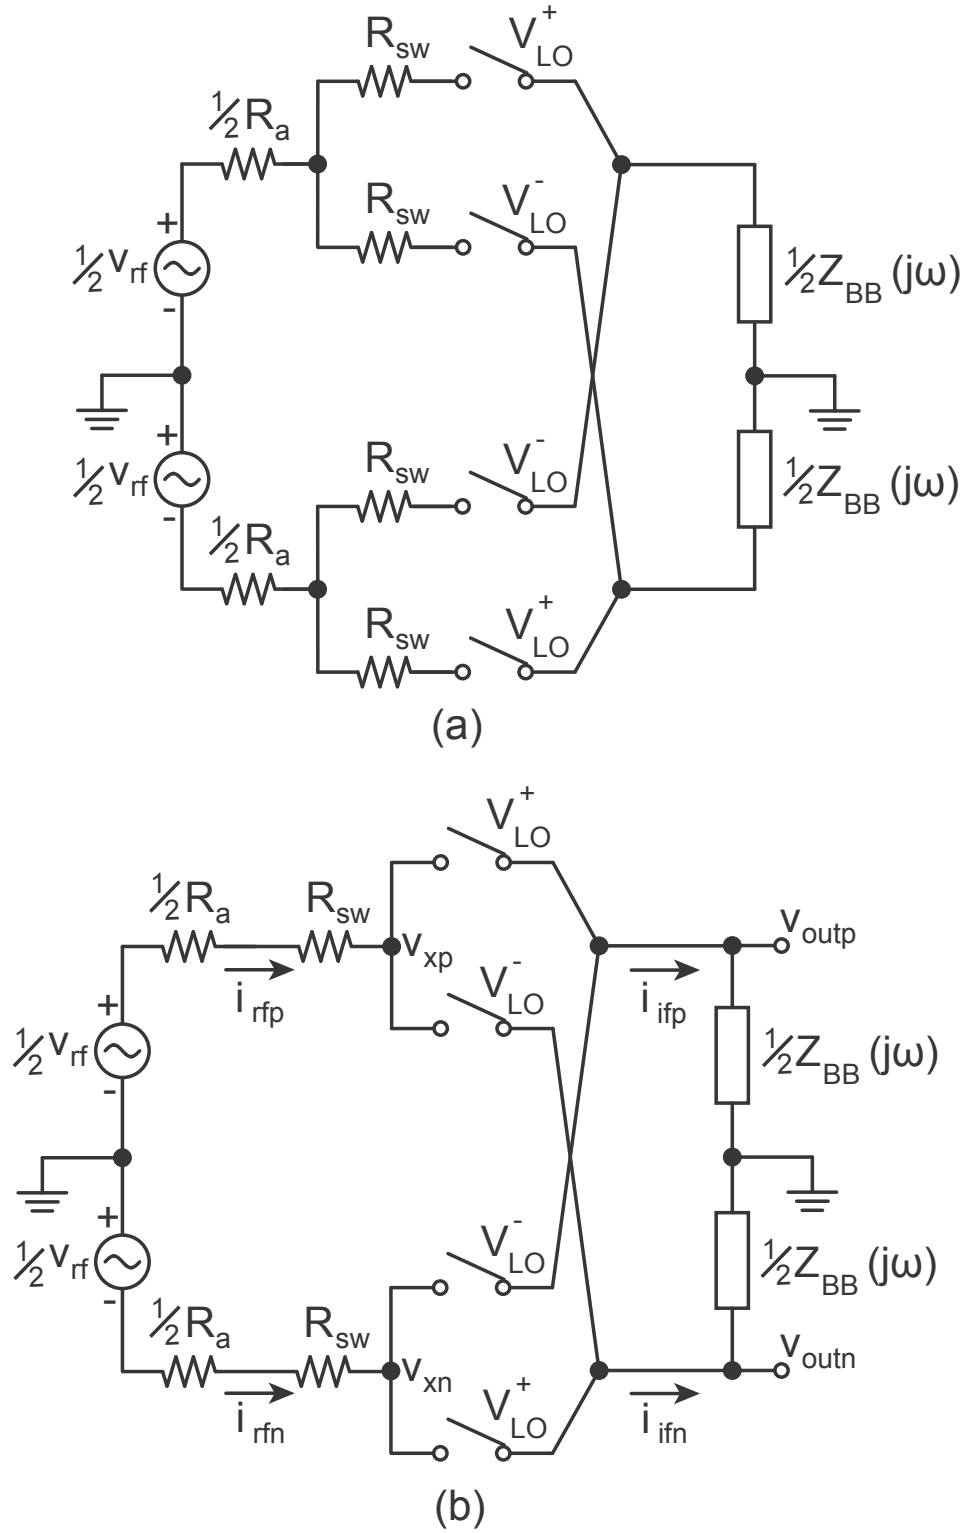 R_sw V_LO^+
½R_a
R_sw V_LO^-
+
½v_rf ½Z_BB (jω)
-
+
½v_rf R_sw V_LO^- ½Z_BB (jω)
-
½R_a
R_sw V_LO^+
(a)
V_LO^+
½R_a R_sw
v_xp v_outp
i_rfp V_LO^- i_ifp
+
½v_rf ½Z_BB (jω)
-
+
½v_rf V_LO^- ½Z_BB (jω)
-
½R_a R_sw
v_xn v_outn
i_rfn V_LO^+ i_ifn
(b)